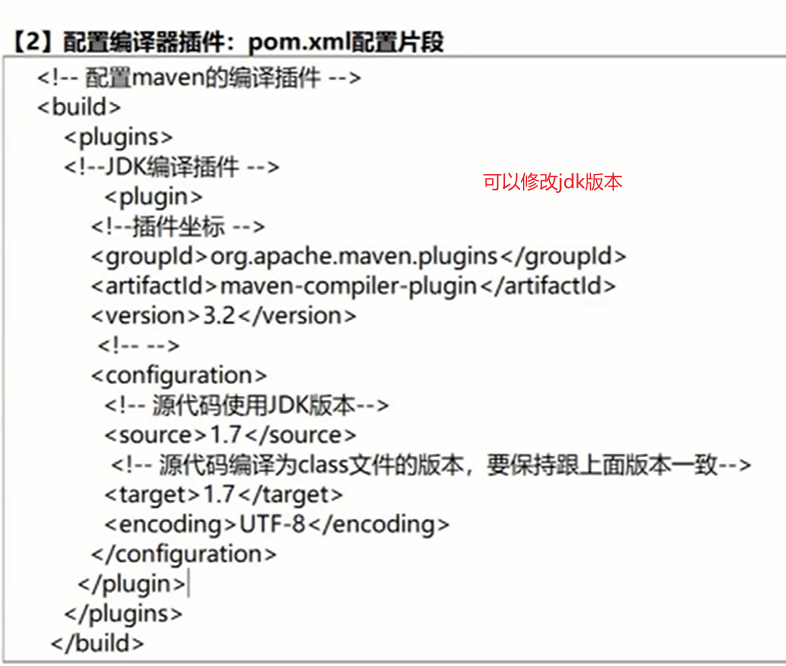 【2】配置编译器插件：pom.xml配置片段
<!-- 配置maven的编译插件 -->
<build>
<plugins>
<!--JDK编译插件 -->
可以修改jdk版本
<plugin>
<!--插件坐标 -->
<groupId>org.apache.maven.plugins</groupId>
<artifactId>maven-compiler-plugin</artifactId>
<version>3.2</version>
<!-- -->
<configuration>
<!-- 源代码使用JDK版本-->
<source>1.7</source>
<!-- 源代码编译为class文件的版本，要保持跟上面版本一致-->
<target>1.7</target>
<encoding>UTF-8</encoding>
</configuration>
</plugin>
</plugins>
</build>